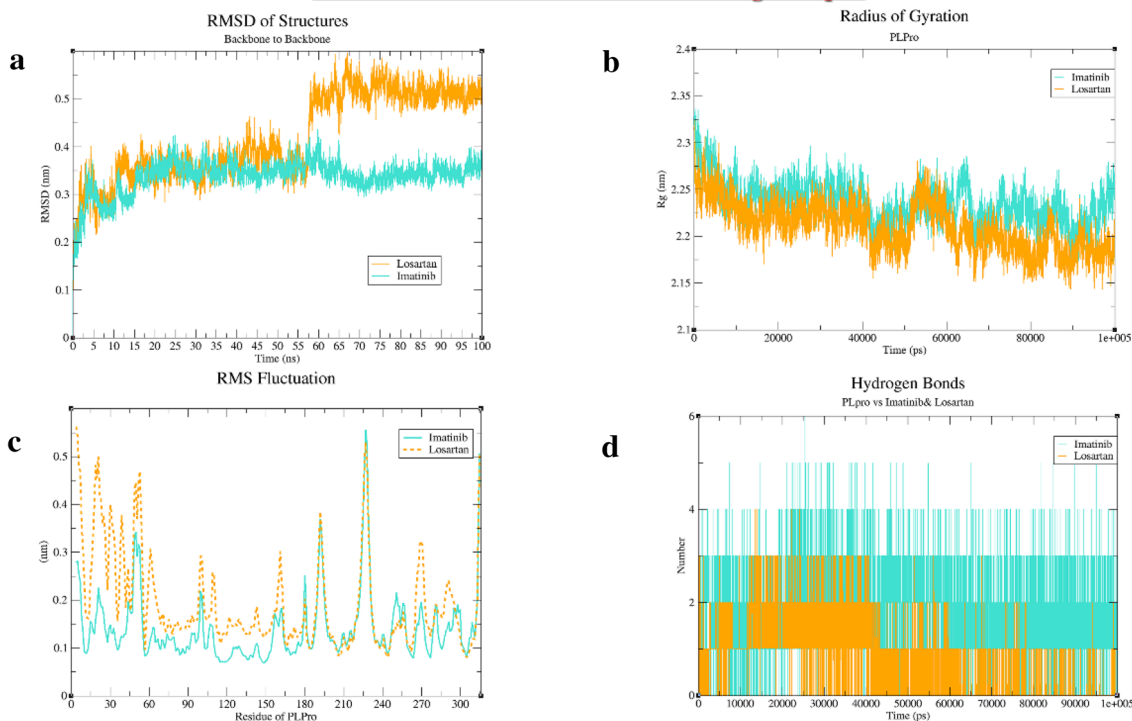 RMSD of Structures
Backbone to Backbone
a
0.5
0.4
0.3
0.2
0.1
0
RMSD (nm)
Losartan
Imatinib
0 5 10 15 20 25 30 35 40 45 50 55 60 65 70 75 80 85 90 95 100
Time (ns)
Radius of Gyration
PLPro
b
2.4
2.35
2.3
2.25
2.2
2.15
2.1
Rg (nm)
Imatinib
Losartan
20000 40000 60000 80000 1e+005
Time (ps)
RMS Fluctuation
c
0.5
0.4
0.3
0.2
0.1
0
(nm)
Imatinib
Losartan
0 30 60 90 120 150 180 210 240 270 300
Residue of PLPro
Hydrogen Bonds
PLpro vs Imatinib& Losartan
d
6
4
2
0
Number
Imatinib
Losartan
0 10000 20000 30000 40000 50000 60000 70000 80000 90000 1e+005
Time (ps)